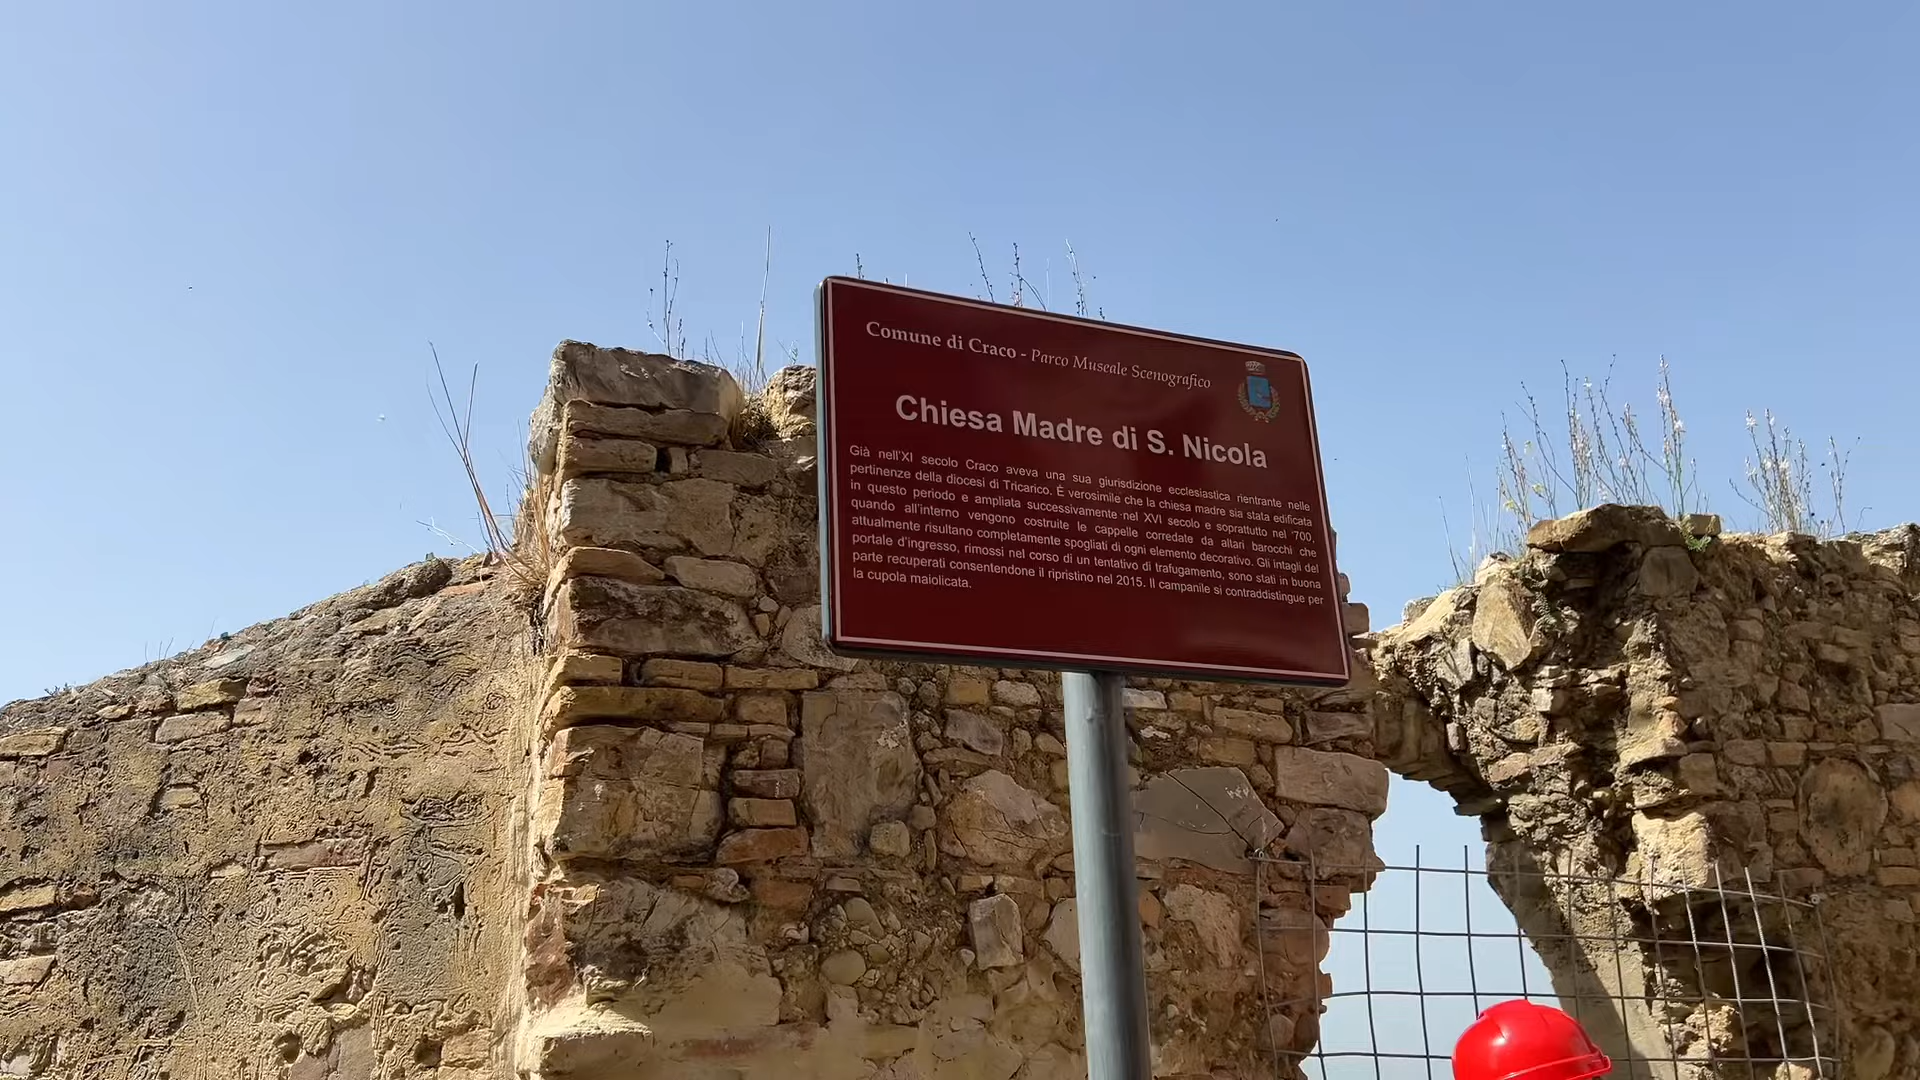 Comune di Craco - Parco Museale Scenografico
Chiesa Madre di S. Nicola
Già nell'XI secolo Craco aveva una sua giurisdizione ecclesiastica rientrante nelle
pertinenze della diocesi di Tricarico. È verosimile che la chiesa madre sia stata edificata
in questo periodo e ampliata successivamente nel XVI secolo e soprattutto nel '700,
quando all'interno vengono costruite le cappelle corredate da altari barocchi che
attualmente risultano completamente spogliati di ogni elemento decorativo. Gli intagli del
portale d'ingresso, rimossi nel corso di un tentativo di trafugamento, sono stati in buona
parte recuperati consentendone il ripristino nel 2015. Il campanile si contraddistingue per
la cupola maiolicata.